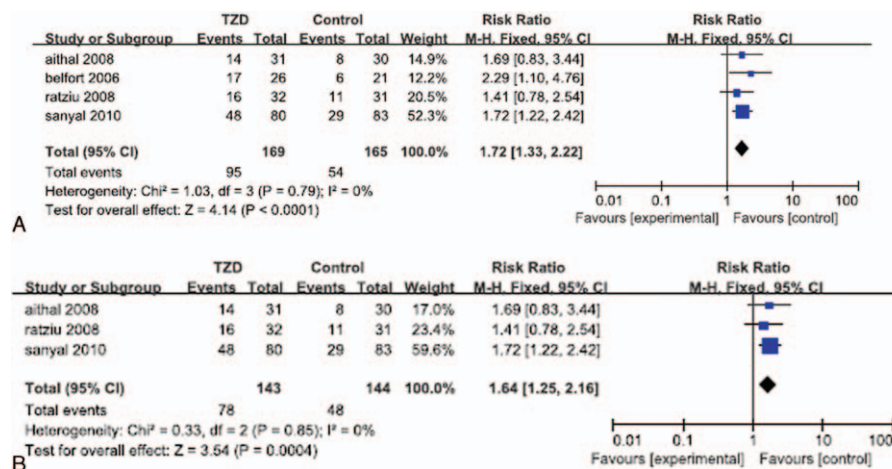 TZD Control Risk Ratio Risk Ratio
Study or Subgroup Events Total Events Total Weight M-H. Fixed. 95% CI M-H. Fixed. 95% CI
aithal 2008 14 31 8 30 14.9% 1.69 [0.83, 3.44]
belfort 2006 17 26 6 21 12.2% 2.29 [1.10, 4.76]
ratziu 2008 16 32 11 31 20.5% 1.41 [0.78, 2.54]
sanyal 2010 48 80 29 83 52.3% 1.72 [1.22, 2.42]
Total (95% CI) 169 165 100.0% 1.72 [1.33, 2.22]
Total events 95 54
Heterogeneity: Chi² = 1.03, df = 3 (P = 0.79); I² = 0%
Test for overall effect: Z = 4.14 (P < 0.0001)
0.01 0.1 1 10 100
Favours [experimental] Favours [control]
A
TZD Control Risk Ratio Risk Ratio
Study or Subgroup Events Total Events Total Weight M-H. Fixed. 95% CI M-H. Fixed. 95% CI
aithal 2008 14 31 8 30 17.0% 1.69 [0.83, 3.44]
ratziu 2008 16 32 11 31 23.4% 1.41 [0.78, 2.54]
sanyal 2010 48 80 29 83 59.6% 1.72 [1.22, 2.42]
Total (95% CI) 143 144 100.0% 1.64 [1.25, 2.16]
Total events 78 48
Heterogeneity: Chi² = 0.33, df = 2 (P = 0.85); I² = 0%
Test for overall effect: Z = 3.54 (P = 0.0004)
0.01 0.1 1 10 100
Favours [experimental] Favours [control]
B